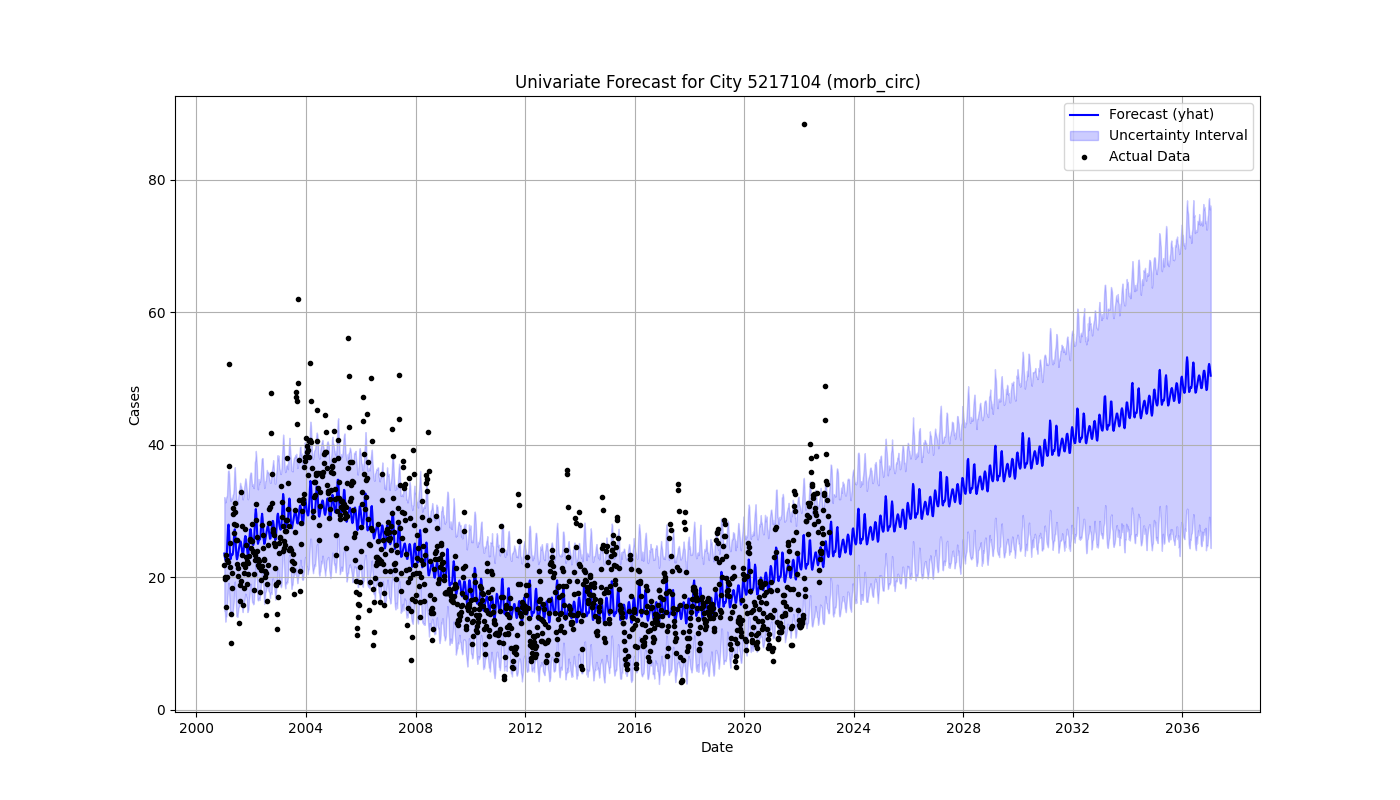 Univariate Forecast for City 5217104 (morb_circ)
Forecast (yhat)
Uncertainty Interval
Actual Data
80
60
40
20
0
Cases
2000 2004 2008 2012 2016 2020 2024 2028 2032 2036
Date